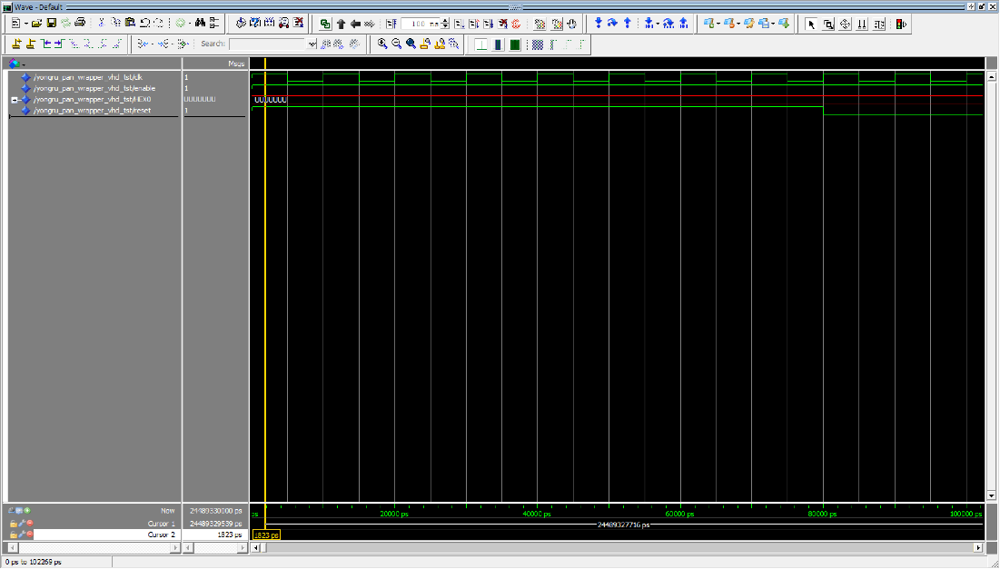 Wave - Default
100 ns
Search:
Msgs
/yongru_pan_wrapper_vhd_tst/clk 1
/yongru_pan_wrapper_vhd_tst/enable 1
/yongru_pan_wrapper_vhd_tst/HEX0 UUUUUUU UUUUUUU
/yongru_pan_wrapper_vhd_tst/reset 1
Now 24489330000 ps ps 20000 ps 40000 ps 60000 ps 80000 ps 100000 ps
Cursor 1 24489329539 ps 24489327716 ps
Cursor 2 1823 ps 1823 ps
0 ps to 102269 ps